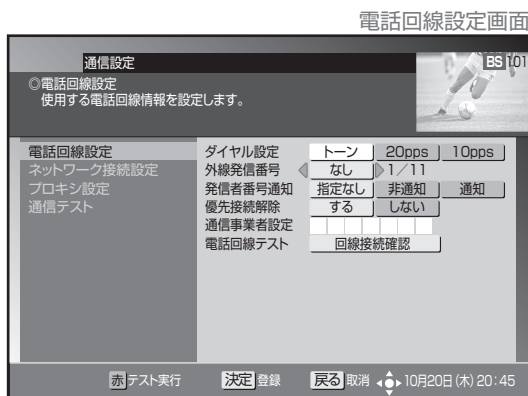 電話回線設定画面
通信設定
BS 101
◎電話回線設定
使用する電話回線情報を設定します。
電話回線設定
ネットワーク接続設定
プロキシ設定
通信テスト
ダイヤル設定 トーン 20pps 10pps
外線発信番号 なし 1/11
発信者番号通知 指定なし 非通知 通知
優先接続解除 する しない
通信事業者設定
電話回線テスト 回線接続確認
赤 テスト実行 決定 登録 戻る 取消 10月20日(木)20:45